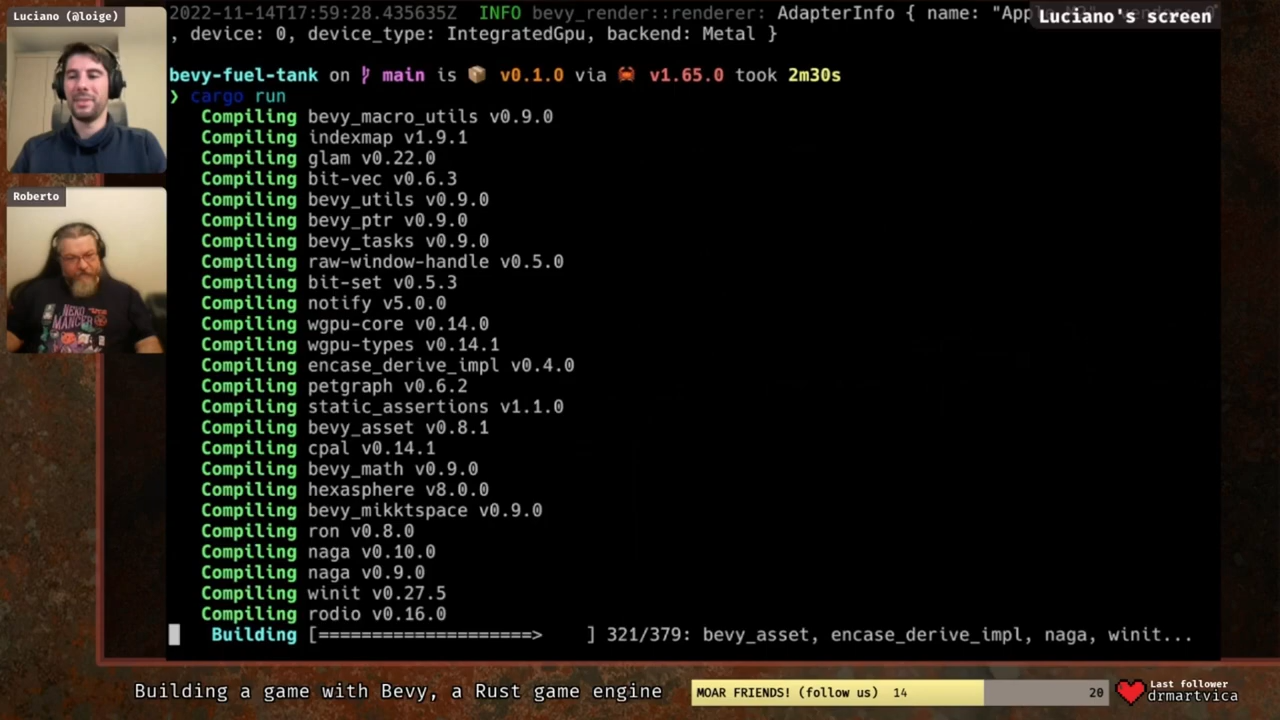 Luciano (@loige)
2022-11-14T17:59:28.435635Z INFO bevy_render::renderer: AdapterInfo { name: "App
Luciano's screen
, device: 0, device_type: IntegratedGpu, backend: Metal }
bevy-fuel-tank on main is 📦 v0.1.0 via 🦀 v1.65.0 took 2m30s
❯ cargo run
Compiling bevy_macro_utils v0.9.0
Compiling indexmap v1.9.1
Compiling glam v0.22.0
Compiling bit-vec v0.6.3
Roberto
Compiling bevy_utils v0.9.0
Compiling bevy_ptr v0.9.0
Compiling bevy_tasks v0.9.0
Compiling raw-window-handle v0.5.0
Compiling bit-set v0.5.3
Compiling notify v5.0.0
NEKO
MANCER
Compiling wgpu-core v0.14.0
Compiling wgpu-types v0.14.1
Compiling encase_derive_impl v0.4.0
Compiling petgraph v0.6.2
Compiling static_assertions v1.1.0
Compiling bevy_asset v0.8.1
Compiling cpal v0.14.1
Compiling bevy_math v0.9.0
Compiling hexasphere v8.0.0
Compiling bevy_mikktspace v0.9.0
Compiling ron v0.8.0
Compiling naga v0.10.0
Compiling naga v0.9.0
Compiling winit v0.27.5
Compiling rodio v0.16.0
Building [====================> ] 321/379: bevy_asset, encase_derive_impl, naga, winit...
Building a game with Bevy, a Rust game engine
MOAR FRIENDS! (follow us) 14
20
Last follower
drmartvica